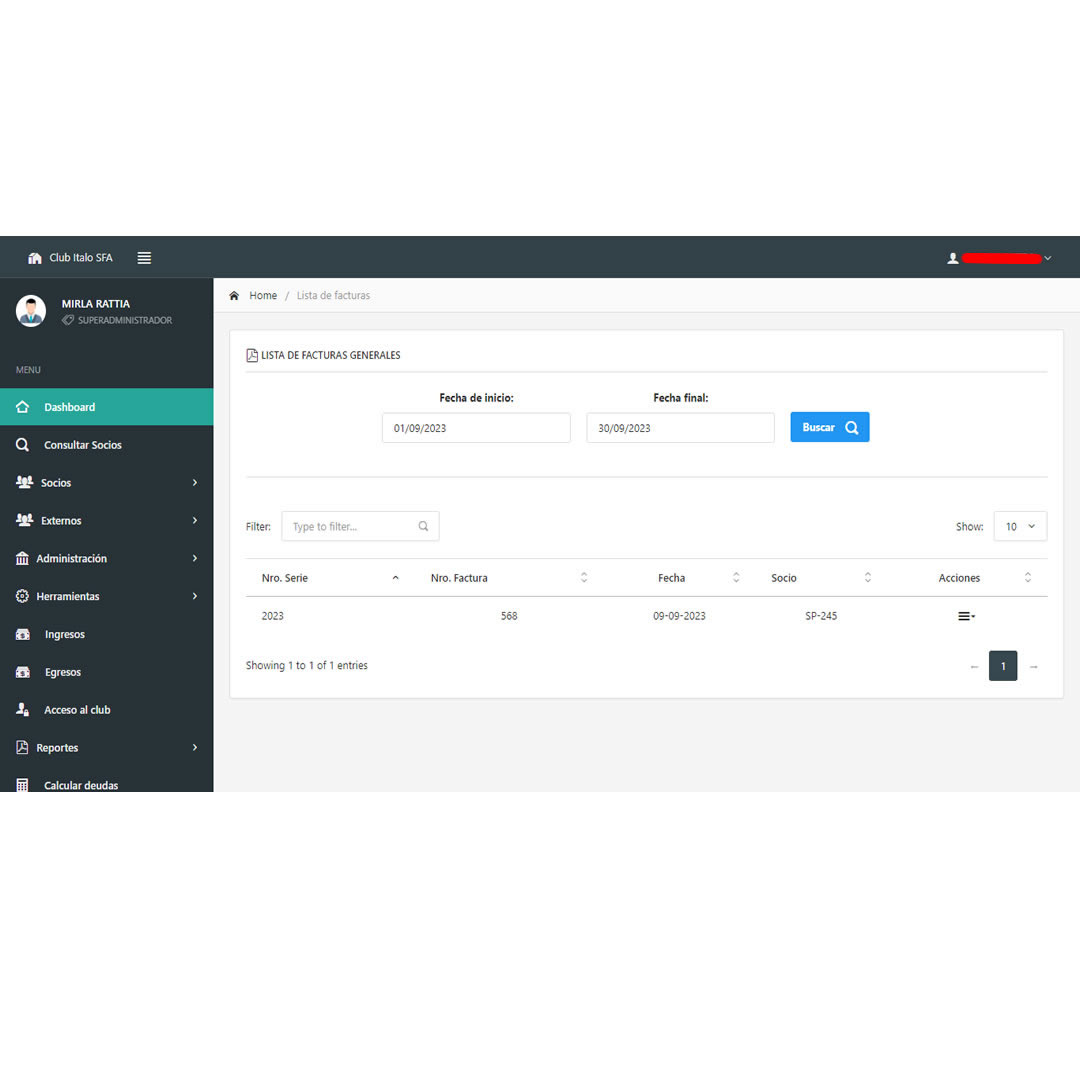 Club Italo SFA
MIRLA RATTIA
SUPERADMINISTRADOR
MENU
Dashboard
Consultar Socios
Socios
Externos
Administración
Herramientas
Ingresos
Egresos
Acceso al club
Reportes
Calcular deudas
Home / Lista de facturas
LISTA DE FACTURAS GENERALES
Fecha de inicio: Fecha final:
01/09/2023 30/09/2023 Buscar
Filter: Type to filter... Show: 10
Nro. Serie Nro. Factura Fecha Socio Acciones
2023 568 09-09-2023 SP-245
Showing 1 to 1 of 1 entries ← 1 →